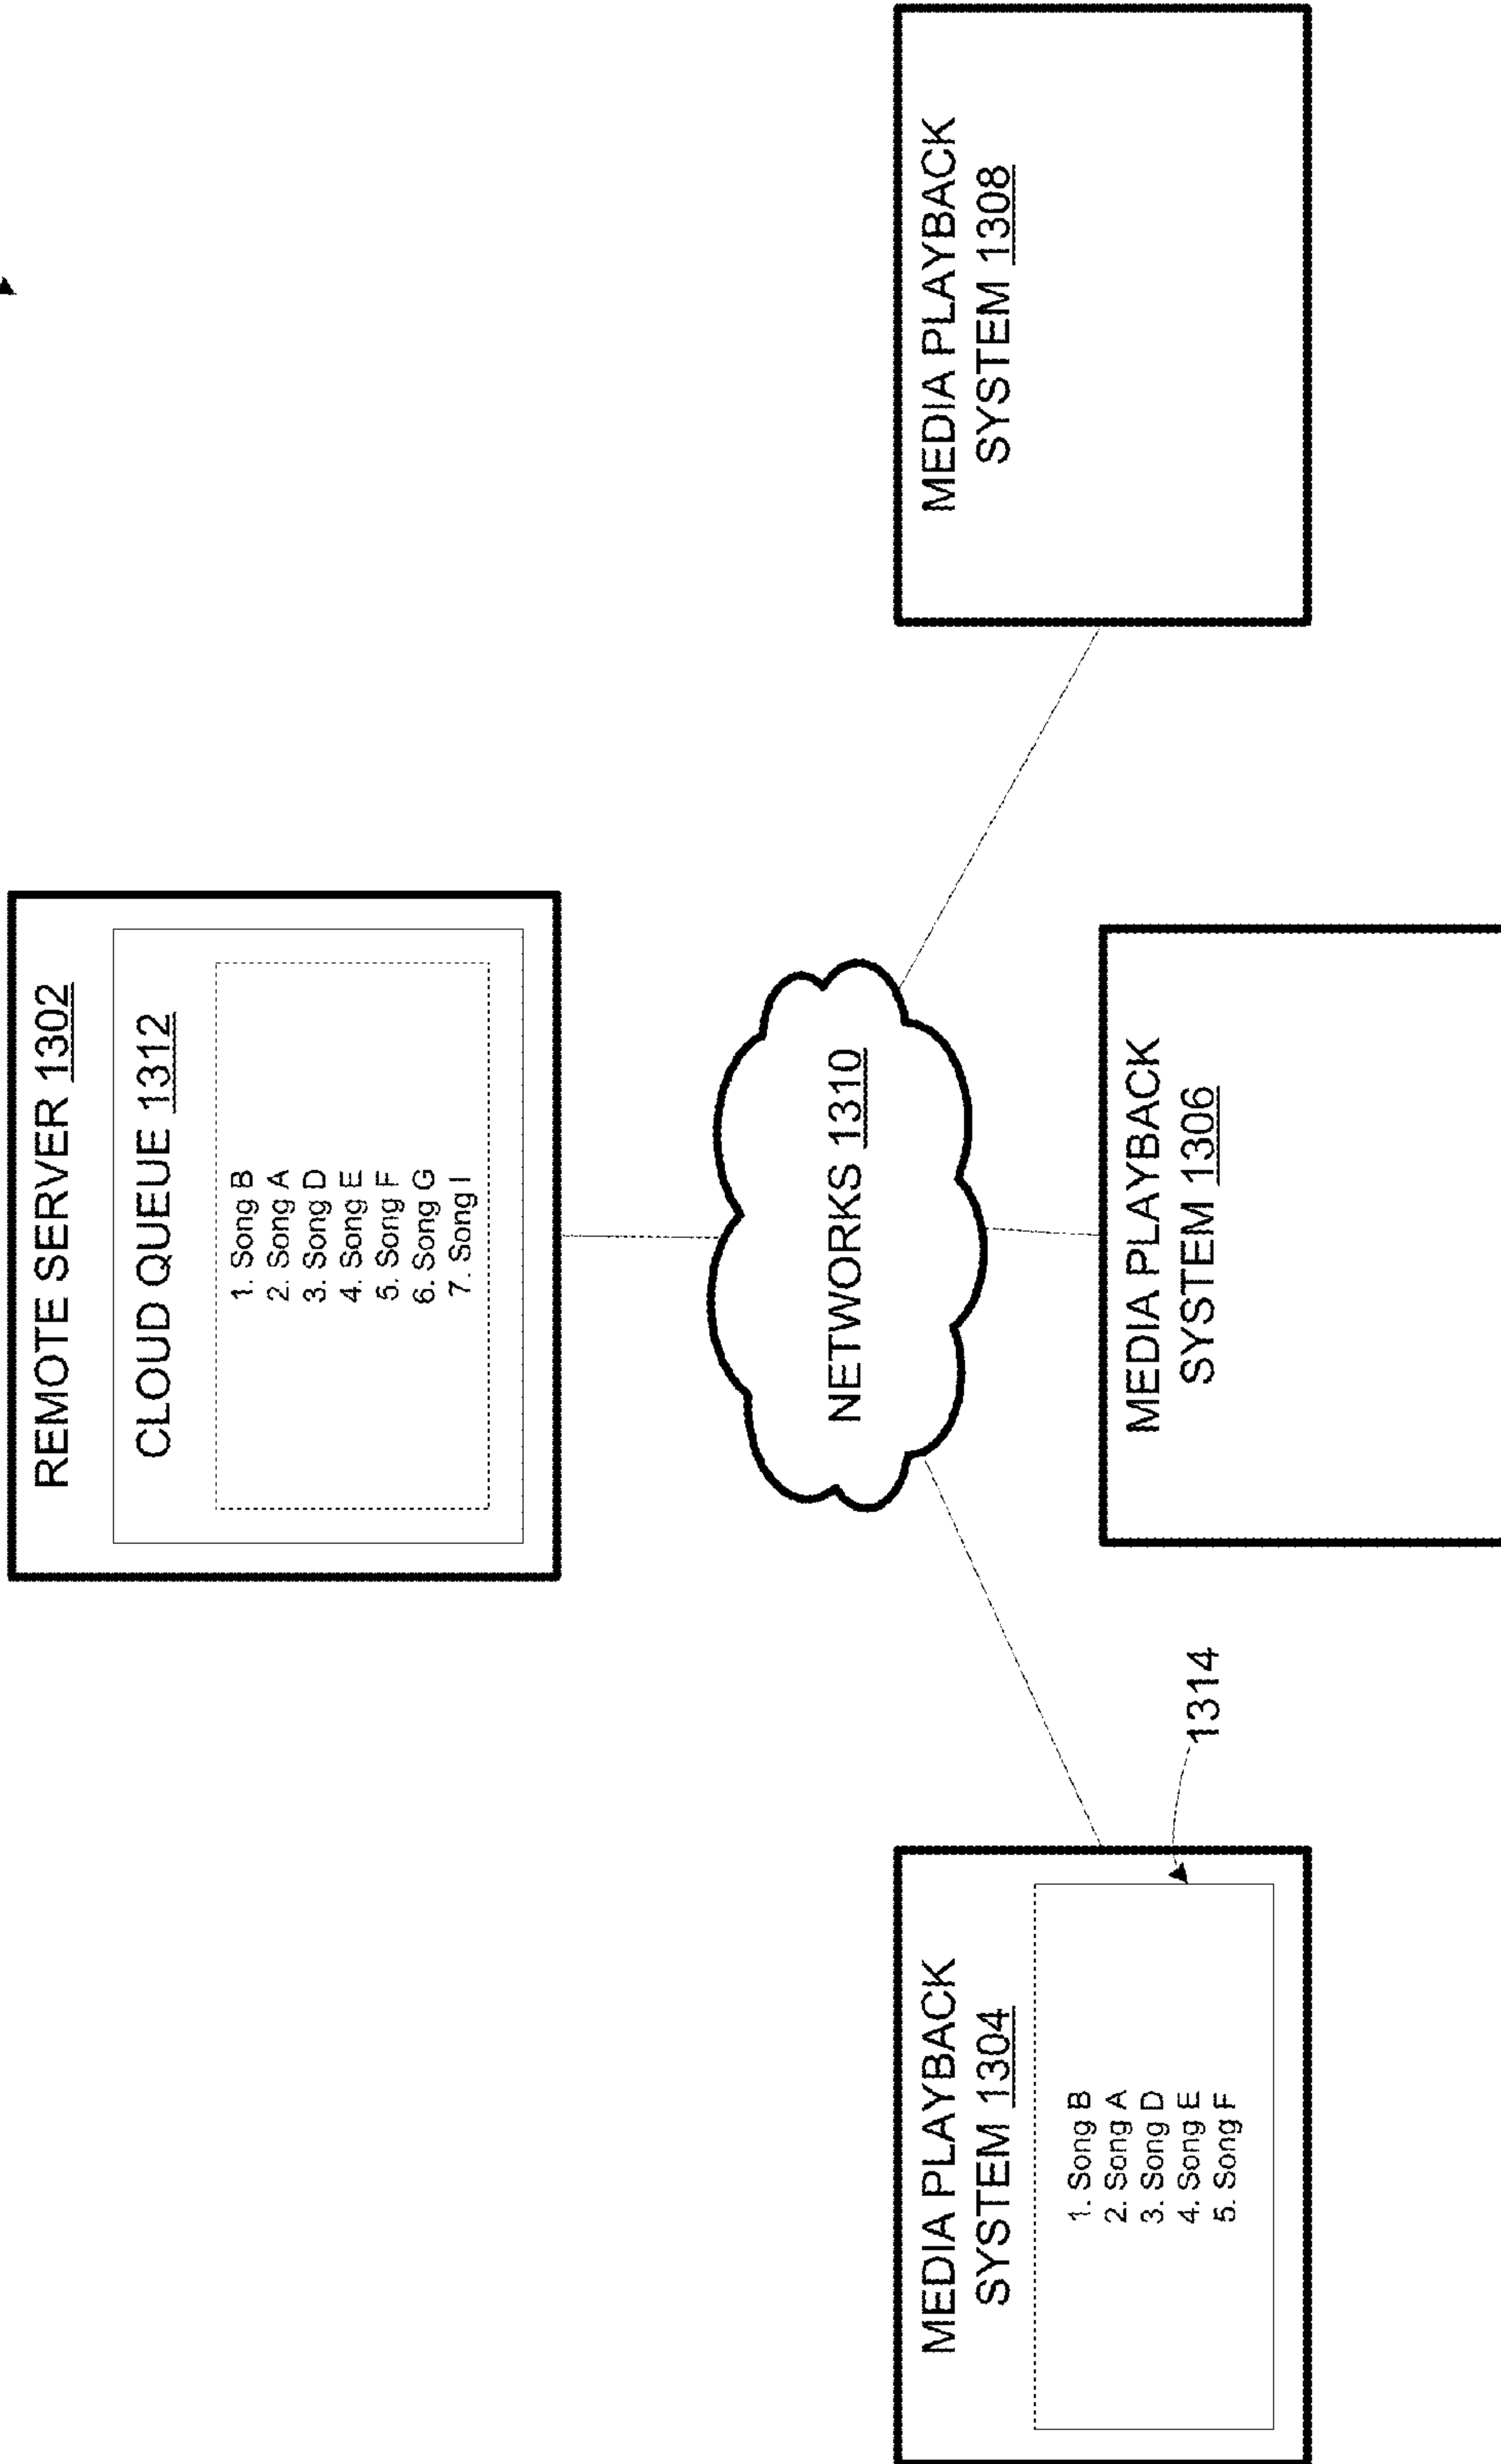 REMOTE SERVER 1302
CLOUD QUEUE 1312
1. Song B
2. Song A
3. Song D
4. Song E
5. Song F
6. Song G
7. Song I
NETWORKS 1310
MEDIA PLAYBACK
SYSTEM 1304
1. Song B
2. Song A
3. Song D
4. Song E
5. Song F
1314
MEDIA PLAYBACK
SYSTEM 1306
MEDIA PLAYBACK
SYSTEM 1308